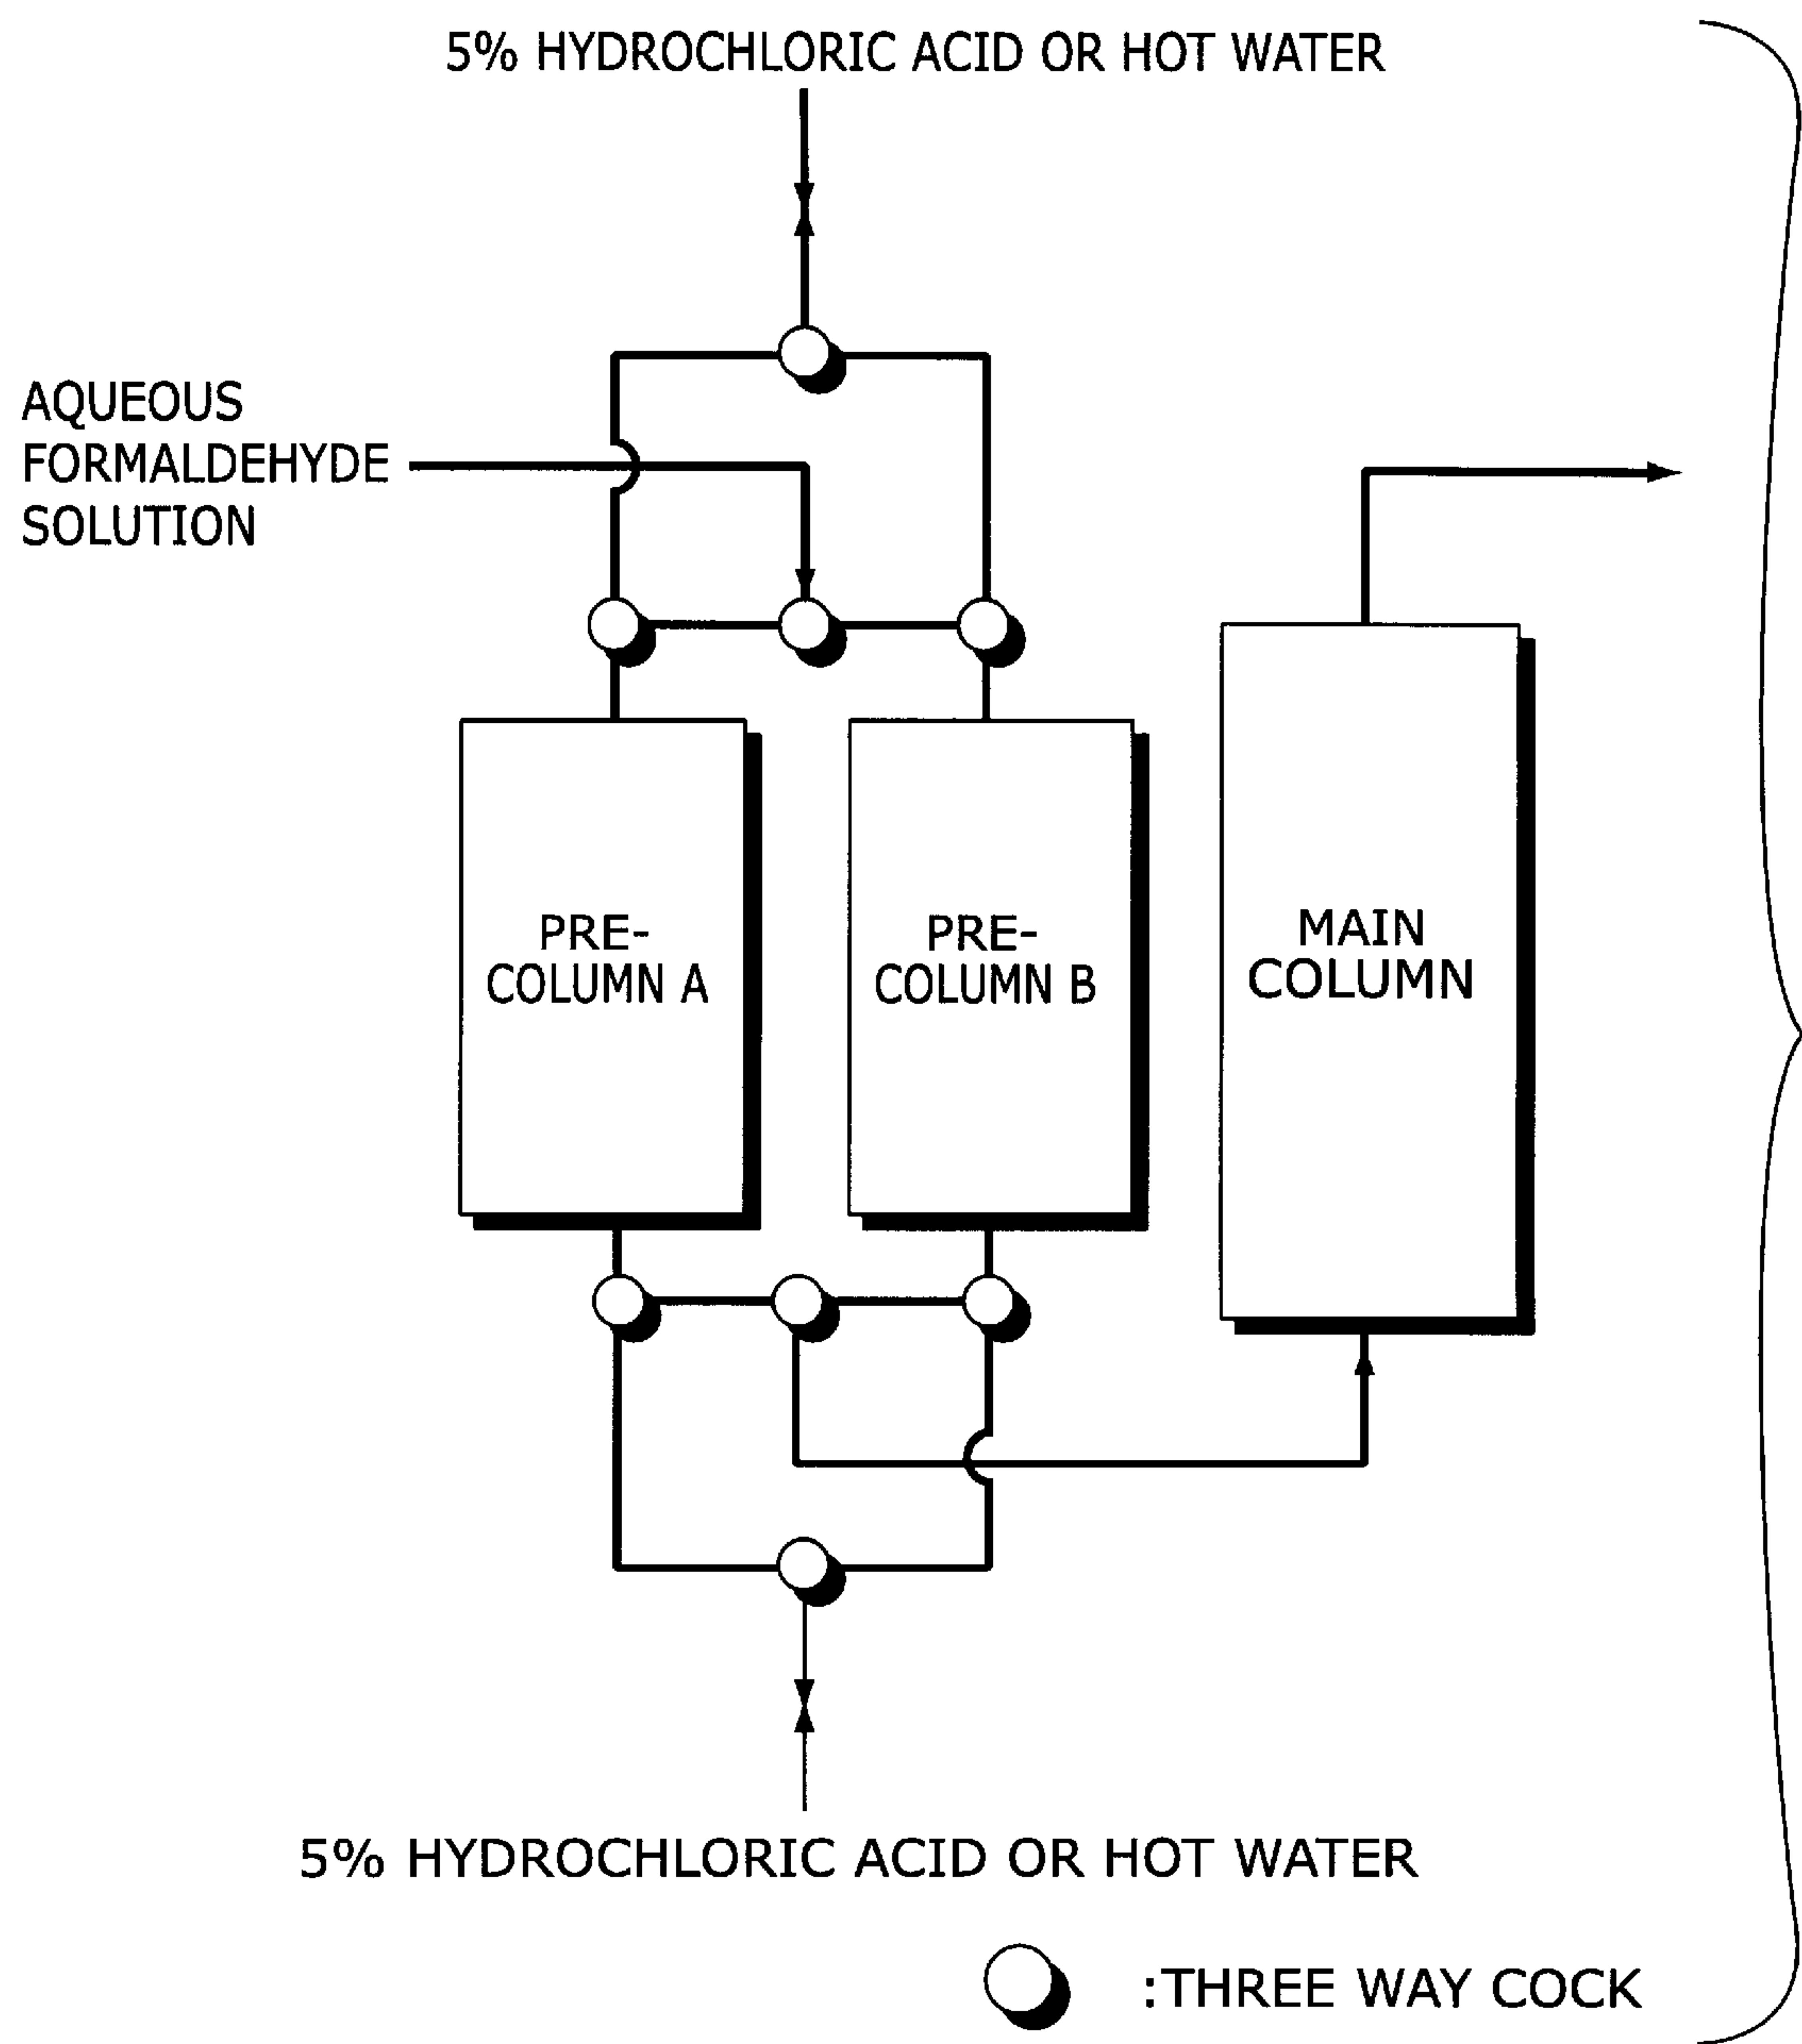 5% HYDROCHLORIC ACID OR HOT WATER
AQUEOUS
FORMALDEHYDE
SOLUTION
PRE-
COLUMN A
PRE-
COLUMN B
MAIN
COLUMN
5% HYDROCHLORIC ACID OR HOT WATER
:THREE WAY COCK